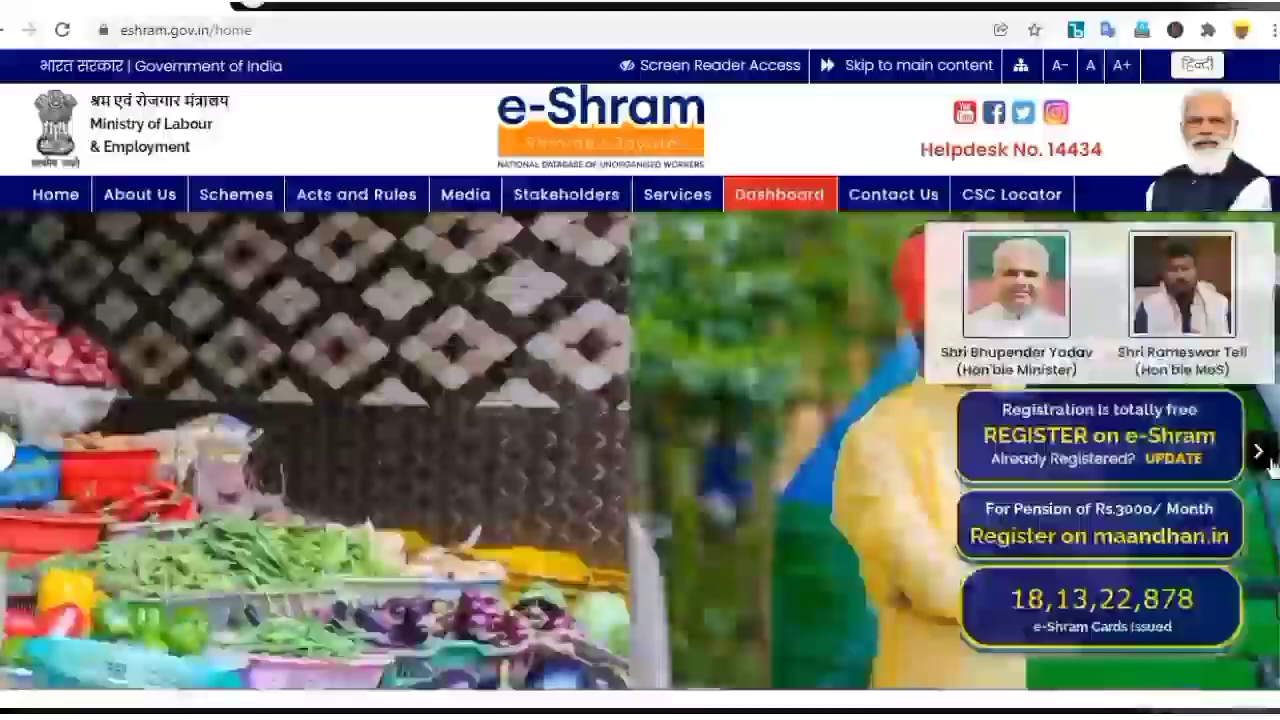 eshram.gov.in/home
भारत सरकार | Government of India
Screen Reader Access
Skip to main content
A-
A
A+
हिन्दी
श्रम एवं रोजगार मंत्रालय
Ministry of Labour
& Employment
e-Shram
NATIONAL DATABASE OF UNORGANISED WORKERS
Helpdesk No. 14434
Home
About Us
Schemes
Acts and Rules
Media
Stakeholders
Services
Dashboard
Contact Us
CSC Locator
Shri Bhupender Yadav
(Hon'ble Minister)
Shri Rameswar Teli
(Hon'ble MoS)
Registration is totally free
REGISTER on e-Shram
Already Registered? UPDATE
For Pension of Rs.3000/ Month
Register on maandhan.in
18,13,22,878
e-Shram Cards Issued